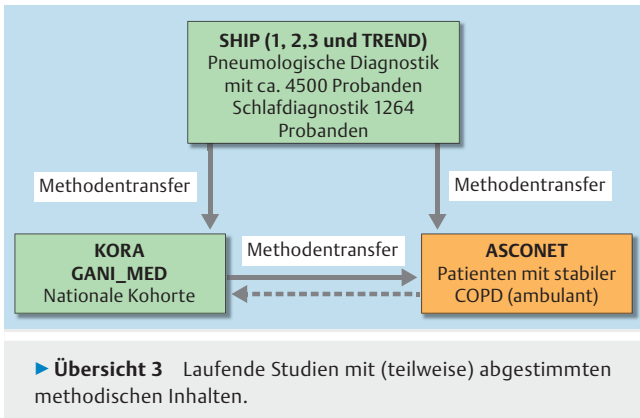 SHIP (1, 2,3 und TREND)
Pneumologische Diagnostik
mit ca. 4500 Probanden
Schlafdiagnostik 1264
Probanden
Methodentransfer
Methodentransfer
KORA
GANI_MED
Nationale Kohorte
Methodentransfer
ASCONET
Patienten mit stabiler
COPD (ambulant)
▶ Übersicht 3 Laufende Studien mit (teilweise) abgestimmten
methodischen Inhalten.